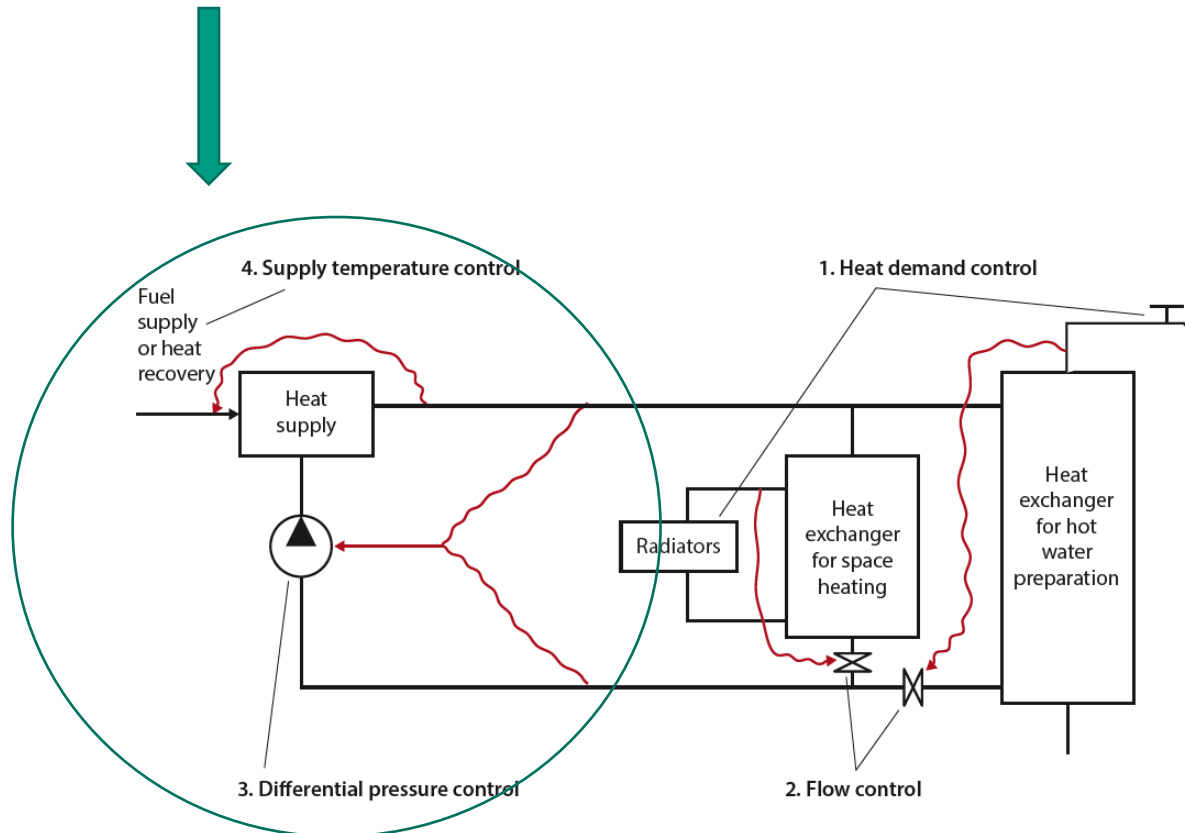 4. Supply temperature control
1. Heat demand control
Fuel
supply
or heat
recovery
Heat
supply
Radiators
Heat
exchanger
for space
heating
Heat
exchanger
for hot
water
preparation
3. Differential pressure control
2. Flow control